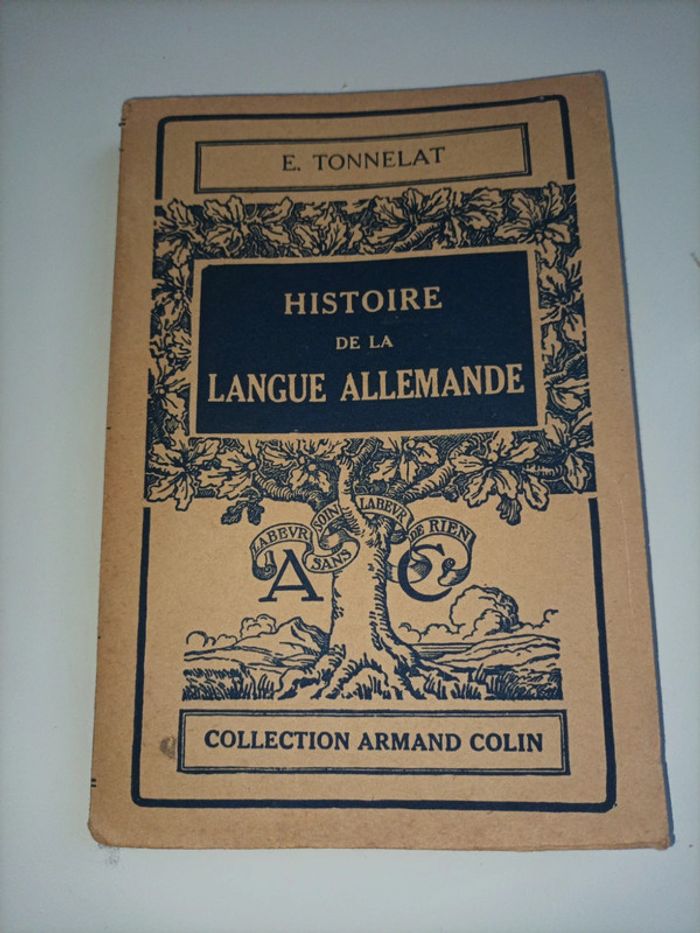 E. TONNELAT
HISTOIRE
DE LA
LANGUE ALLEMANDE
LABEVR SANS SOIN LABEVR DE RIEN
A C
COLLECTION ARMAND COLIN